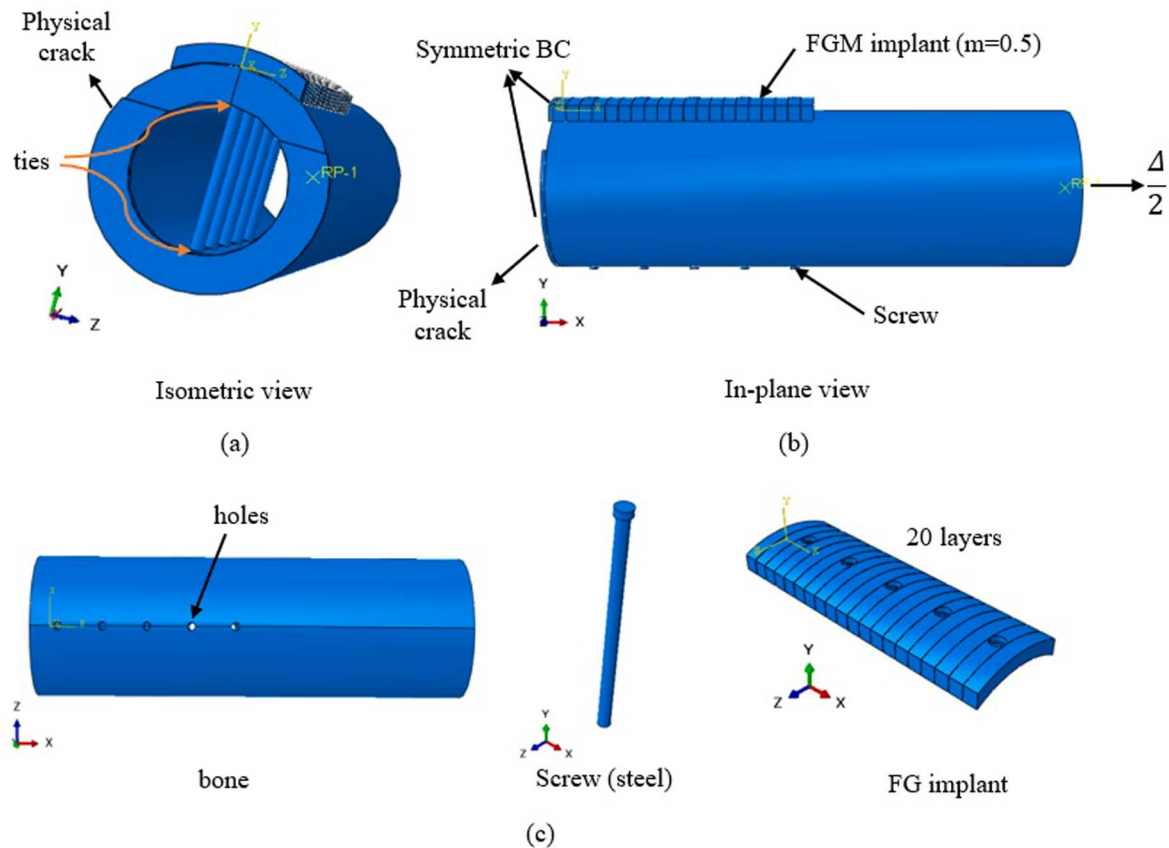 Physical
crack
ties
Y
X
Z
RP-1
Y
Z
Isometric view
(a)
Symmetric BC
FGM implant (m=0.5)
Y
X
Δ
2
Physical
crack
Screw
Y
X
In-plane view
(b)
holes
Z
X
bone
Y
Z
X
Screw (steel)
20 layers
Y
X
Y
Z
X
FG implant
(c)